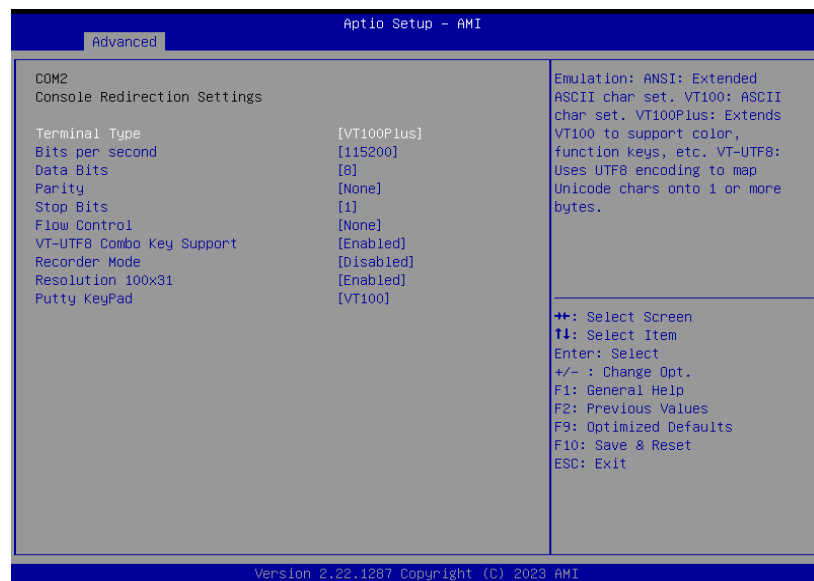 Aptio Setup - AMI
Advanced
COM2
Console Redirection Settings
Terminal Type [VT100Plus]
Bits per second [115200]
Data Bits [8]
Parity [None]
Stop Bits [1]
Flow Control [None]
VT-UTF8 Combo Key Support [Enabled]
Recorder Mode [Disabled]
Resolution 100x31 [Enabled]
Putty KeyPad [VT100]
Emulation: ANSI: Extended
ASCII char set. VT100: ASCII
char set. VT100Plus: Extends
VT100 to support color,
function keys, etc. VT-UTF8:
Uses UTF8 encoding to map
Unicode chars onto 1 or more
bytes.
→←: Select Screen
↑↓: Select Item
Enter: Select
+/- : Change Opt.
F1: General Help
F2: Previous Values
F9: Optimized Defaults
F10: Save & Reset
ESC: Exit
Version 2.22.1287 Copyright (C) 2023 AMI